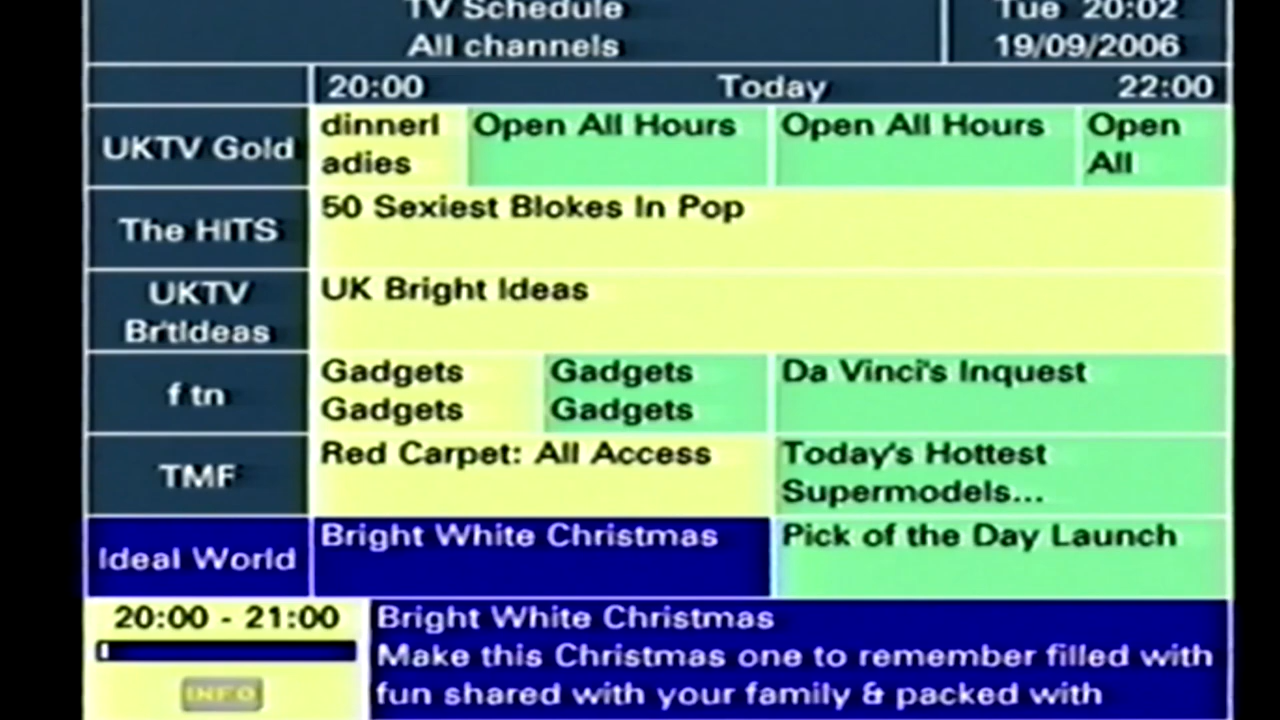 TV Schedule
Tue 20:02
All channels
19/09/2006
20:00 Today 22:00
UKTV Gold
dinnerl
adies
Open All Hours
Open All Hours
Open
All
The HITS
50 Sexiest Blokes In Pop
UKTV
Br'tIdeas
UK Bright Ideas
f tn
Gadgets
Gadgets
Gadgets
Gadgets
Da Vinci's Inquest
TMF
Red Carpet: All Access
Today's Hottest
Supermodels...
Ideal World
Bright White Christmas
Pick of the Day Launch
20:00 - 21:00
INFO
Bright White Christmas
Make this Christmas one to remember filled with
fun shared with your family & packed with